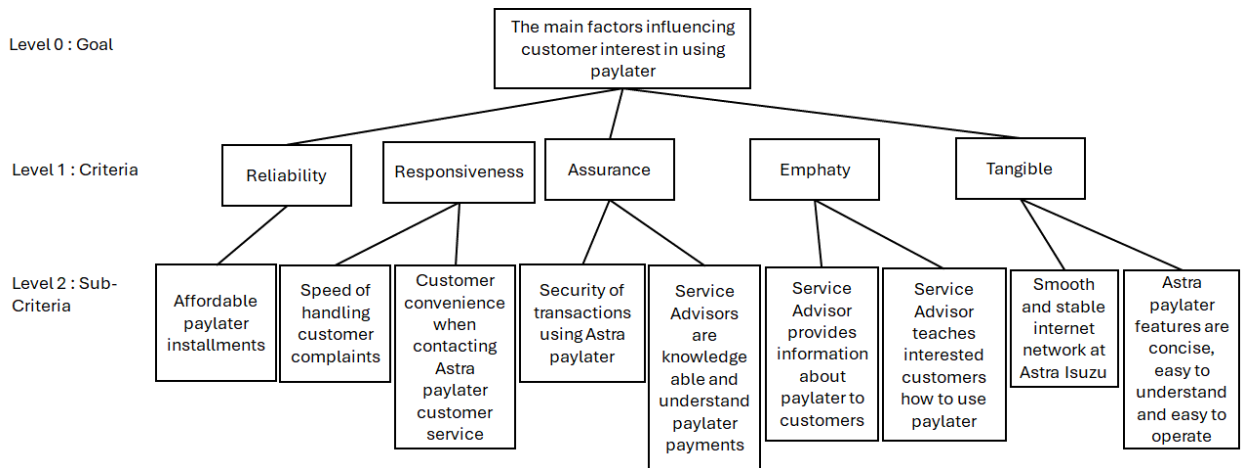 Level 0 : Goal
The main factors influencing
customer interest in using
paylater
Level 1 : Criteria
Reliability
Responsiveness
Assurance
Emphaty
Tangible
Level 2 : Sub-
Criteria
Affordable
paylater
installments
Speed of
handling
customer
complaints
Customer
convenience
when
contacting
Astra
paylater
customer
service
Security of
transactions
using Astra
paylater
Service
Advisors
are
knowledge
able and
understand
paylater
payments
Service
Advisor
provides
information
about
paylater to
customers
Service
Advisor
teaches
interested
customers
how to use
paylater
Smooth
and stable
internet
network at
Astra Isuzu
Astra
paylater
features are
concise,
easy to
understand
and easy to
operate